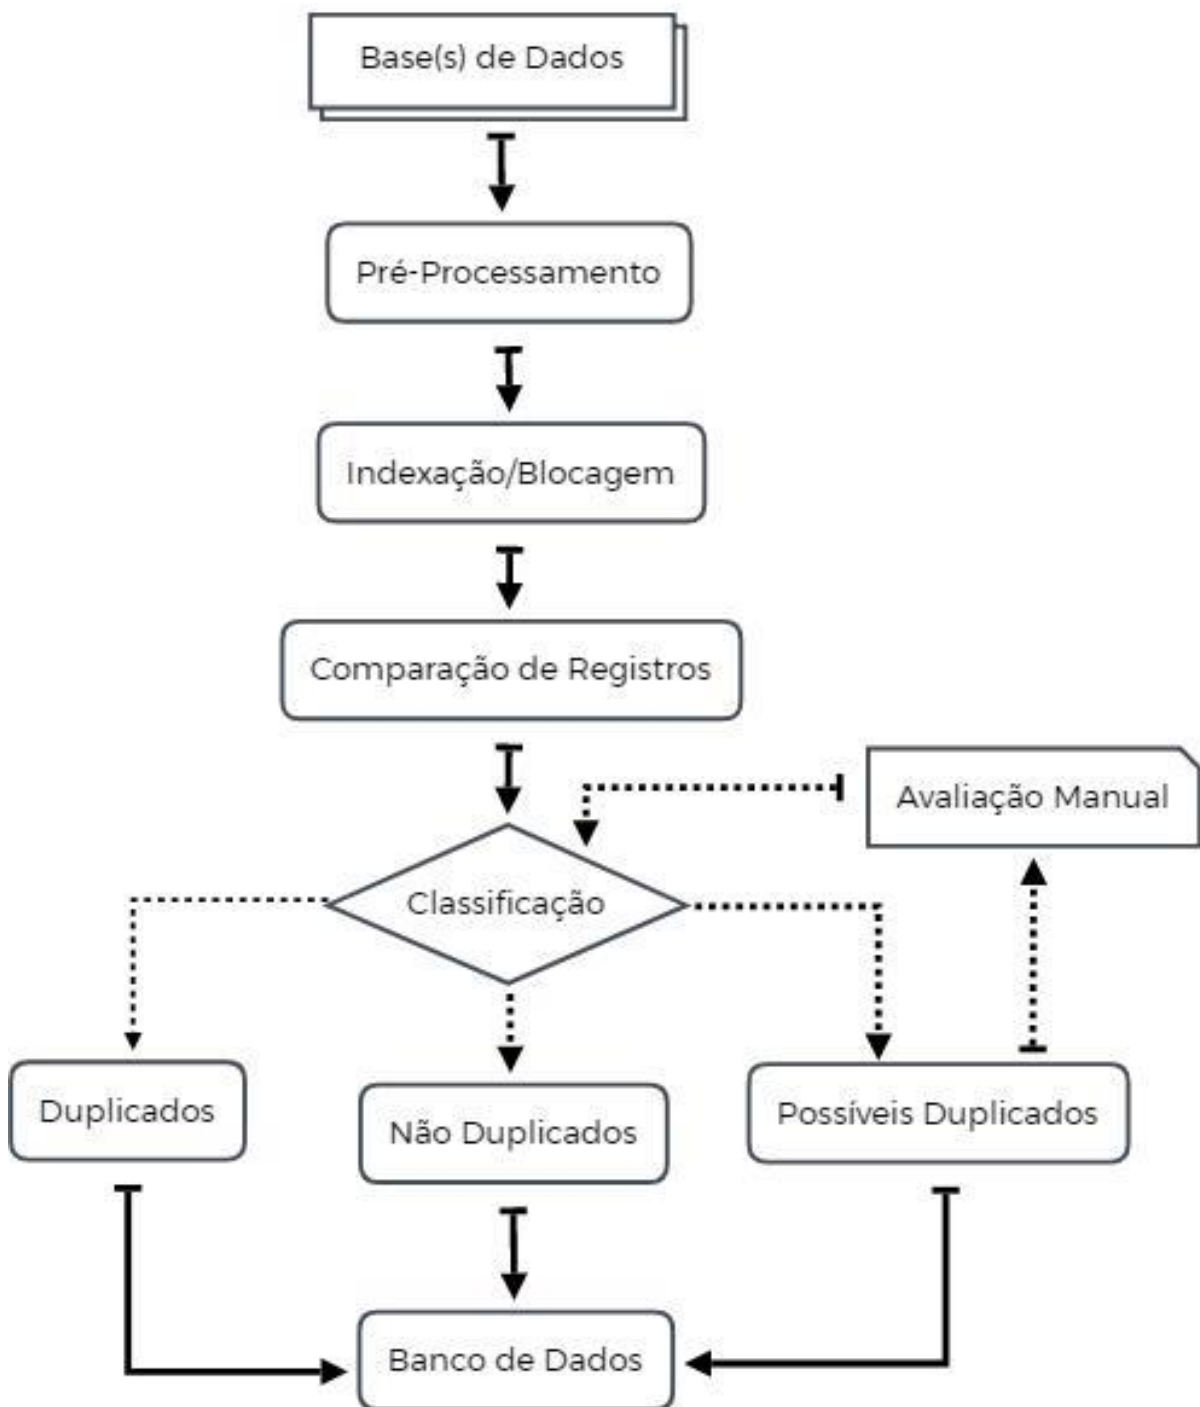 Base(s) de Dados
Pré-Processamento
Indexação/Blocagem
Comparação de Registros
Avaliação Manual
Classificação
Duplicados
Não Duplicados
Possíveis Duplicados
Banco de Dados